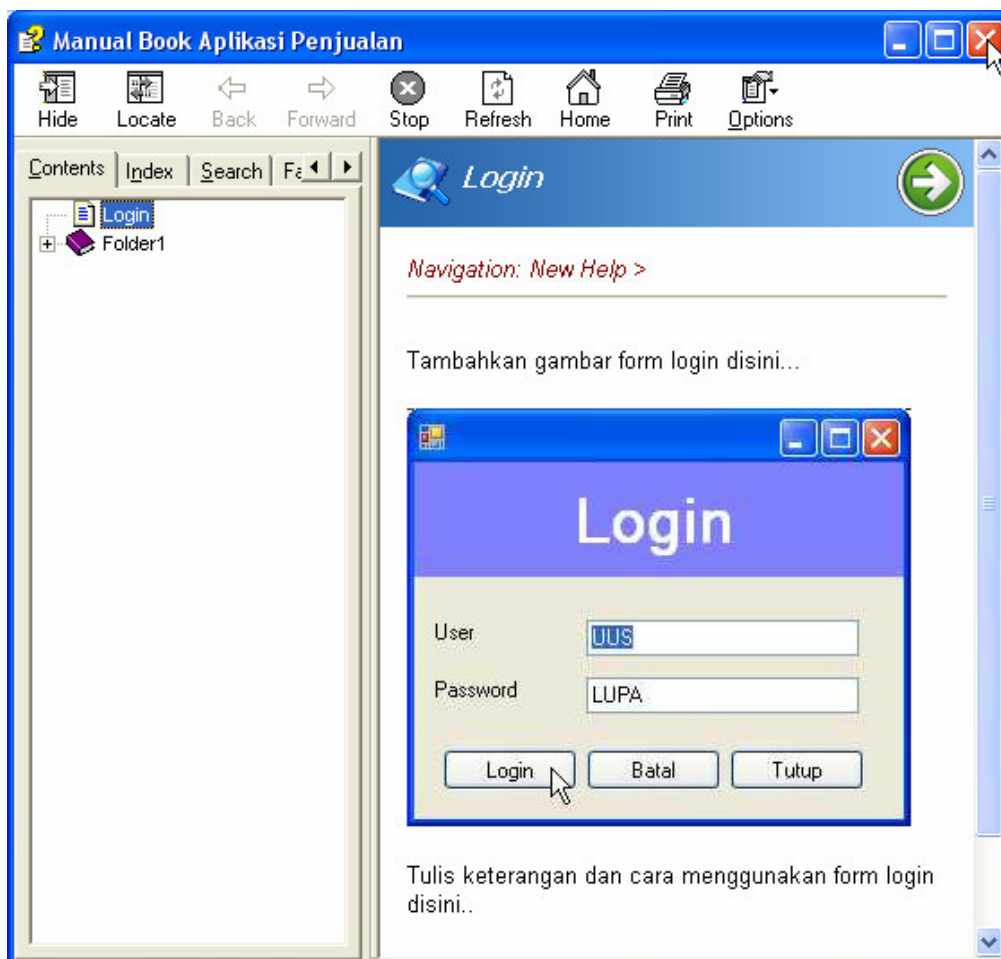 Manual Book Aplikasi Penjualan
Hide Locate Back Forward Stop Refresh Home Print Options
Contents Index Search
Login
Folder1
Login
Navigation: New Help >
Tambahkan gambar form login disini...
Login
User UUS
Password LUPA
Login Batal Tutup
Tulis keterangan dan cara menggunakan form login
disini..